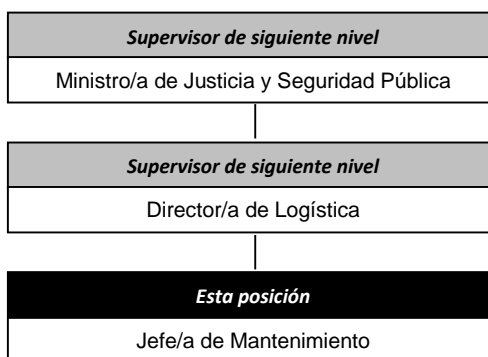 Supervisor de siguiente nivel
Ministro/a de Justicia y Seguridad Pública
Supervisor de siguiente nivel
Director/a de Logística
Esta posición
Jefe/a de Mantenimiento